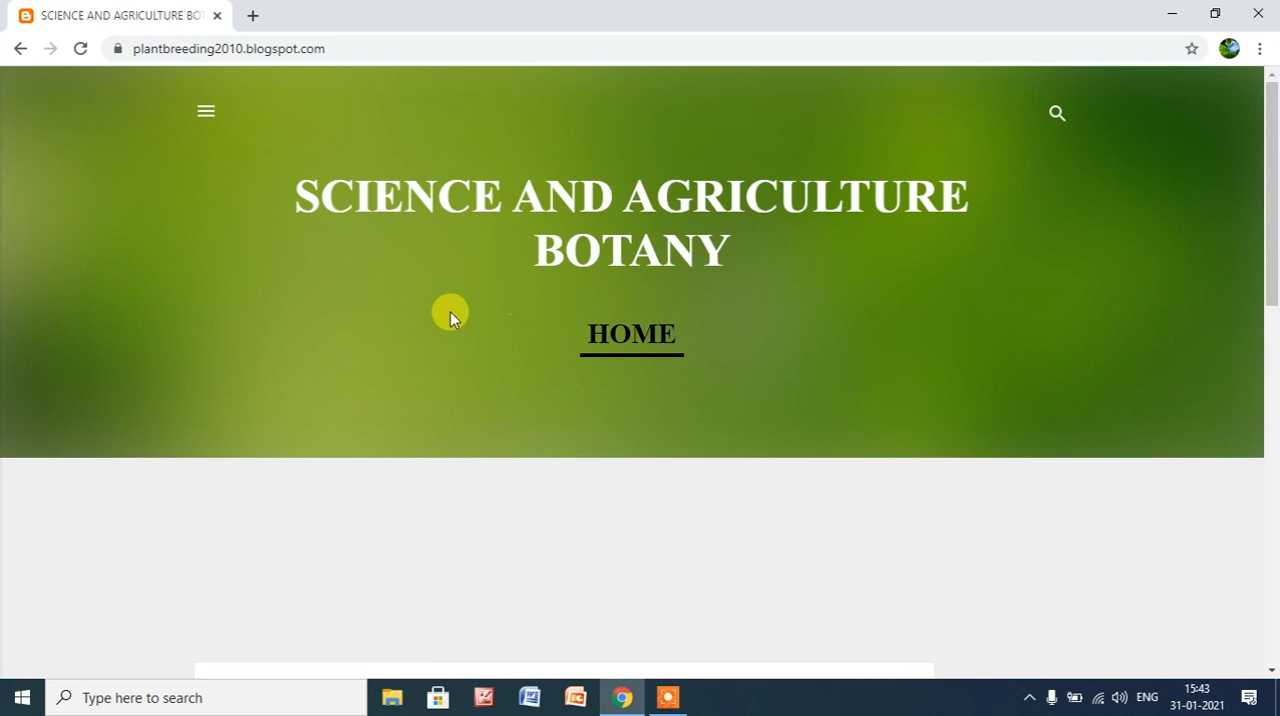 SCIENCE AND AGRICULTURE BOT
plantbreeding2010.blogspot.com
SCIENCE AND AGRICULTURE
BOTANY
HOME
Type here to search
ENG
15:43
31-01-2021